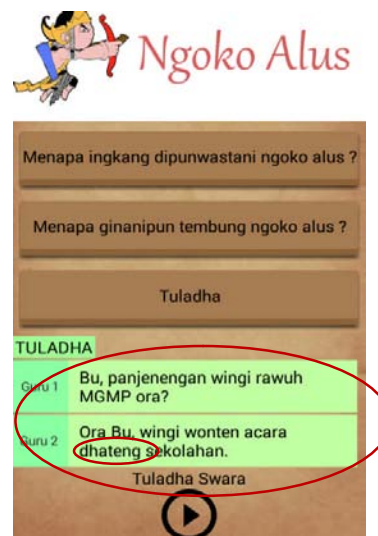 Ngoko Alus
Menapa ingkang dipunwastani ngoko alus ?
Menapa ginanipun tembung ngoko alus ?
Tuladha
TULADHA
Guru 1
Bu, panjenengan wingi rawuh
MGMP ora?
Guru 2
Ora Bu, wingi wonten acara
dhateng sekolahan.
Tuladha Swara